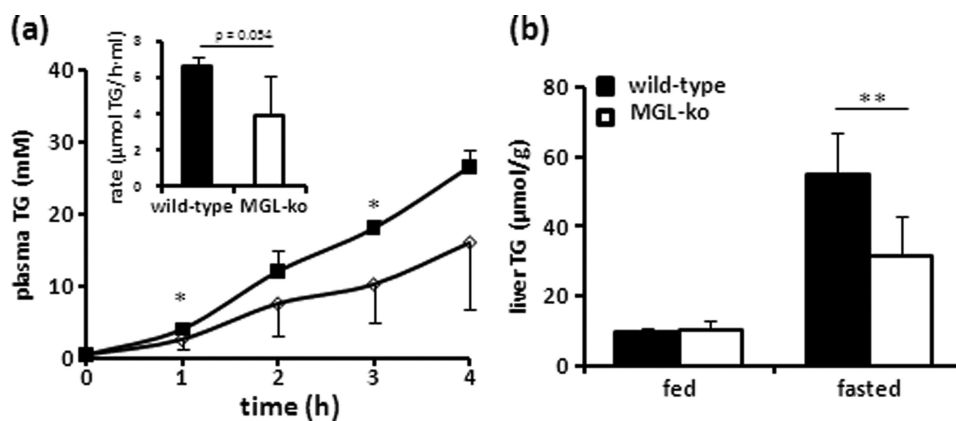 (a)
p = 0.054
rate (μmol TG/h·ml)
8
6
4
2
0
wild-type MGL-ko
plasma TG (mM)
40
30
20
10
0
*
*
0 1 2 3 4
time (h)
(b)
wild-type
MGL-ko
**
liver TG (μmol/g)
80
60
40
20
0
fed fasted